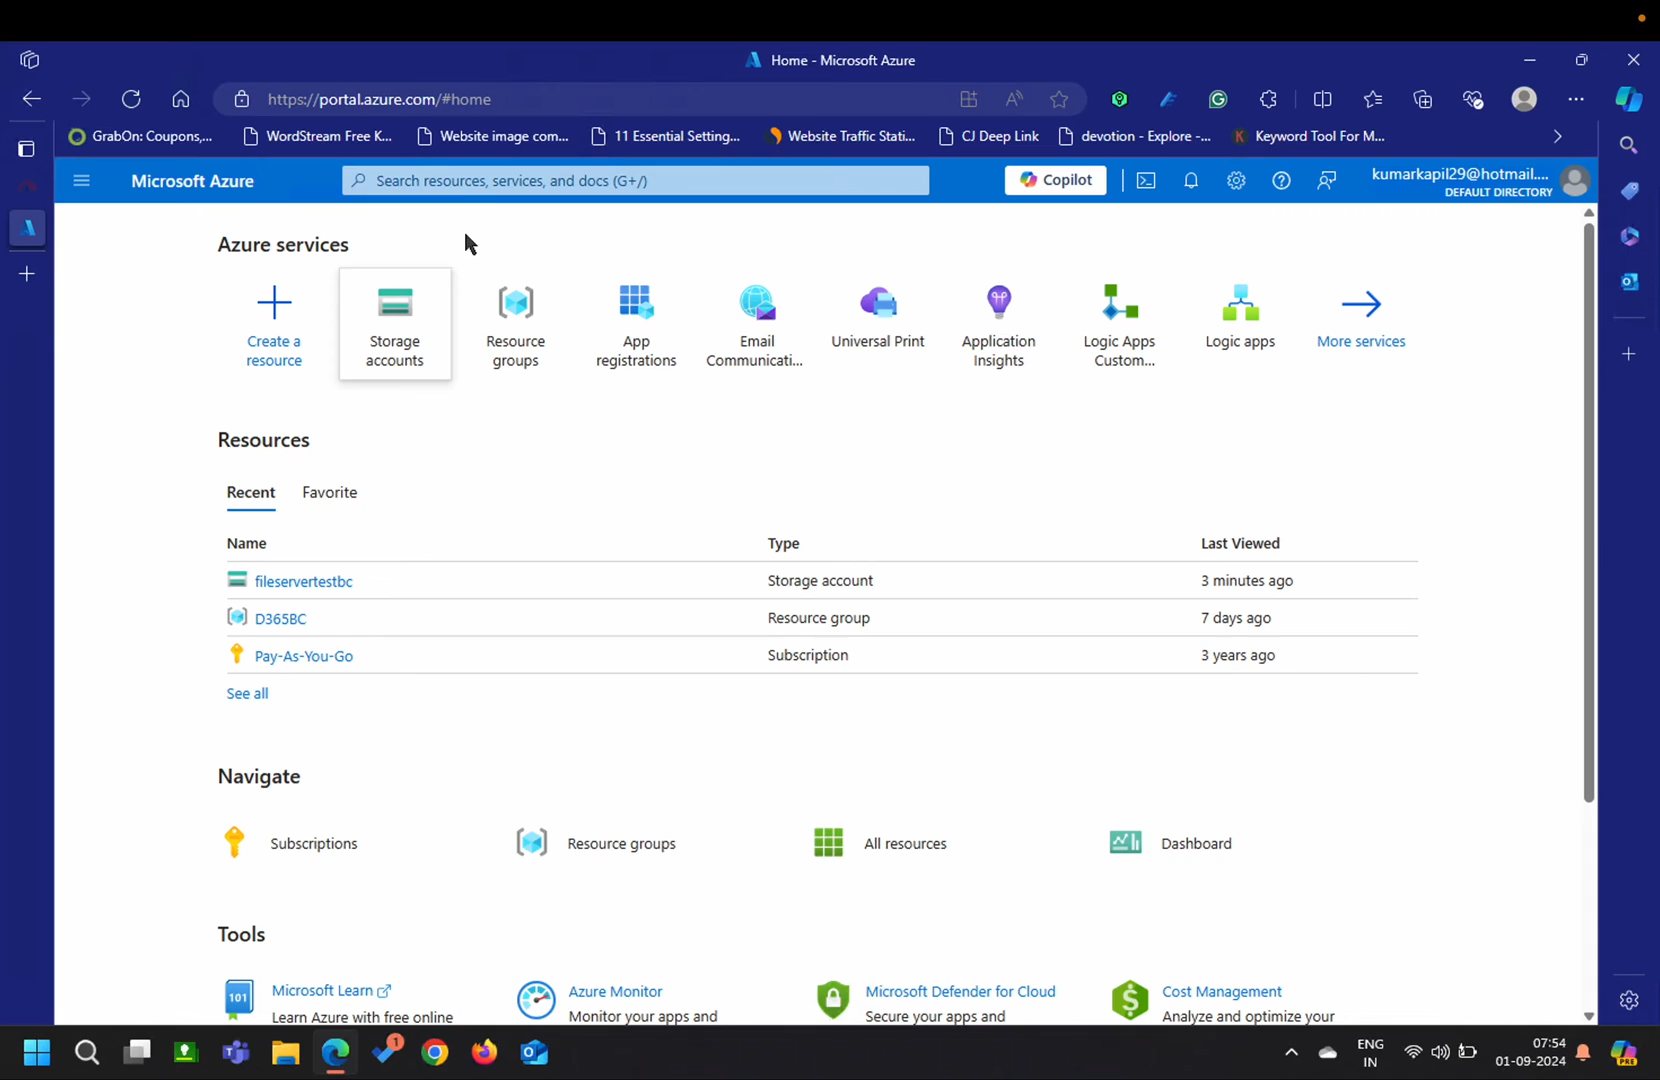 Home - Microsoft Azure
https://portal.azure.com/#home
GrabOn: Coupons,...
WordStream Free K...
Website image com...
11 Essential Setting...
Website Traffic Stati...
CJ Deep Link
devotion - Explore -...
Keyword Tool For M...
Microsoft Azure
Search resources, services, and docs (G+/)
Copilot
kumarkapil29@hotmail....
DEFAULT DIRECTORY
Azure services
Create a
resource
Storage
accounts
Resource
groups
App
registrations
Email
Communicati...
Universal Print
Application
Insights
Logic Apps
Custom...
Logic apps
More services
Resources
Recent
Favorite
Name
Type
Last Viewed
fileservertestbc
Storage account
3 minutes ago
D365BC
Resource group
7 days ago
Pay-As-You-Go
Subscription
3 years ago
See all
Navigate
Subscriptions
Resource groups
All resources
Dashboard
Tools
101
Microsoft Learn
Learn Azure with free online
Azure Monitor
Monitor your apps and
Microsoft Defender for Cloud
Secure your apps and
$
Cost Management
Analyze and optimize your
1
ENG
IN
07:54
01-09-2024
PRE